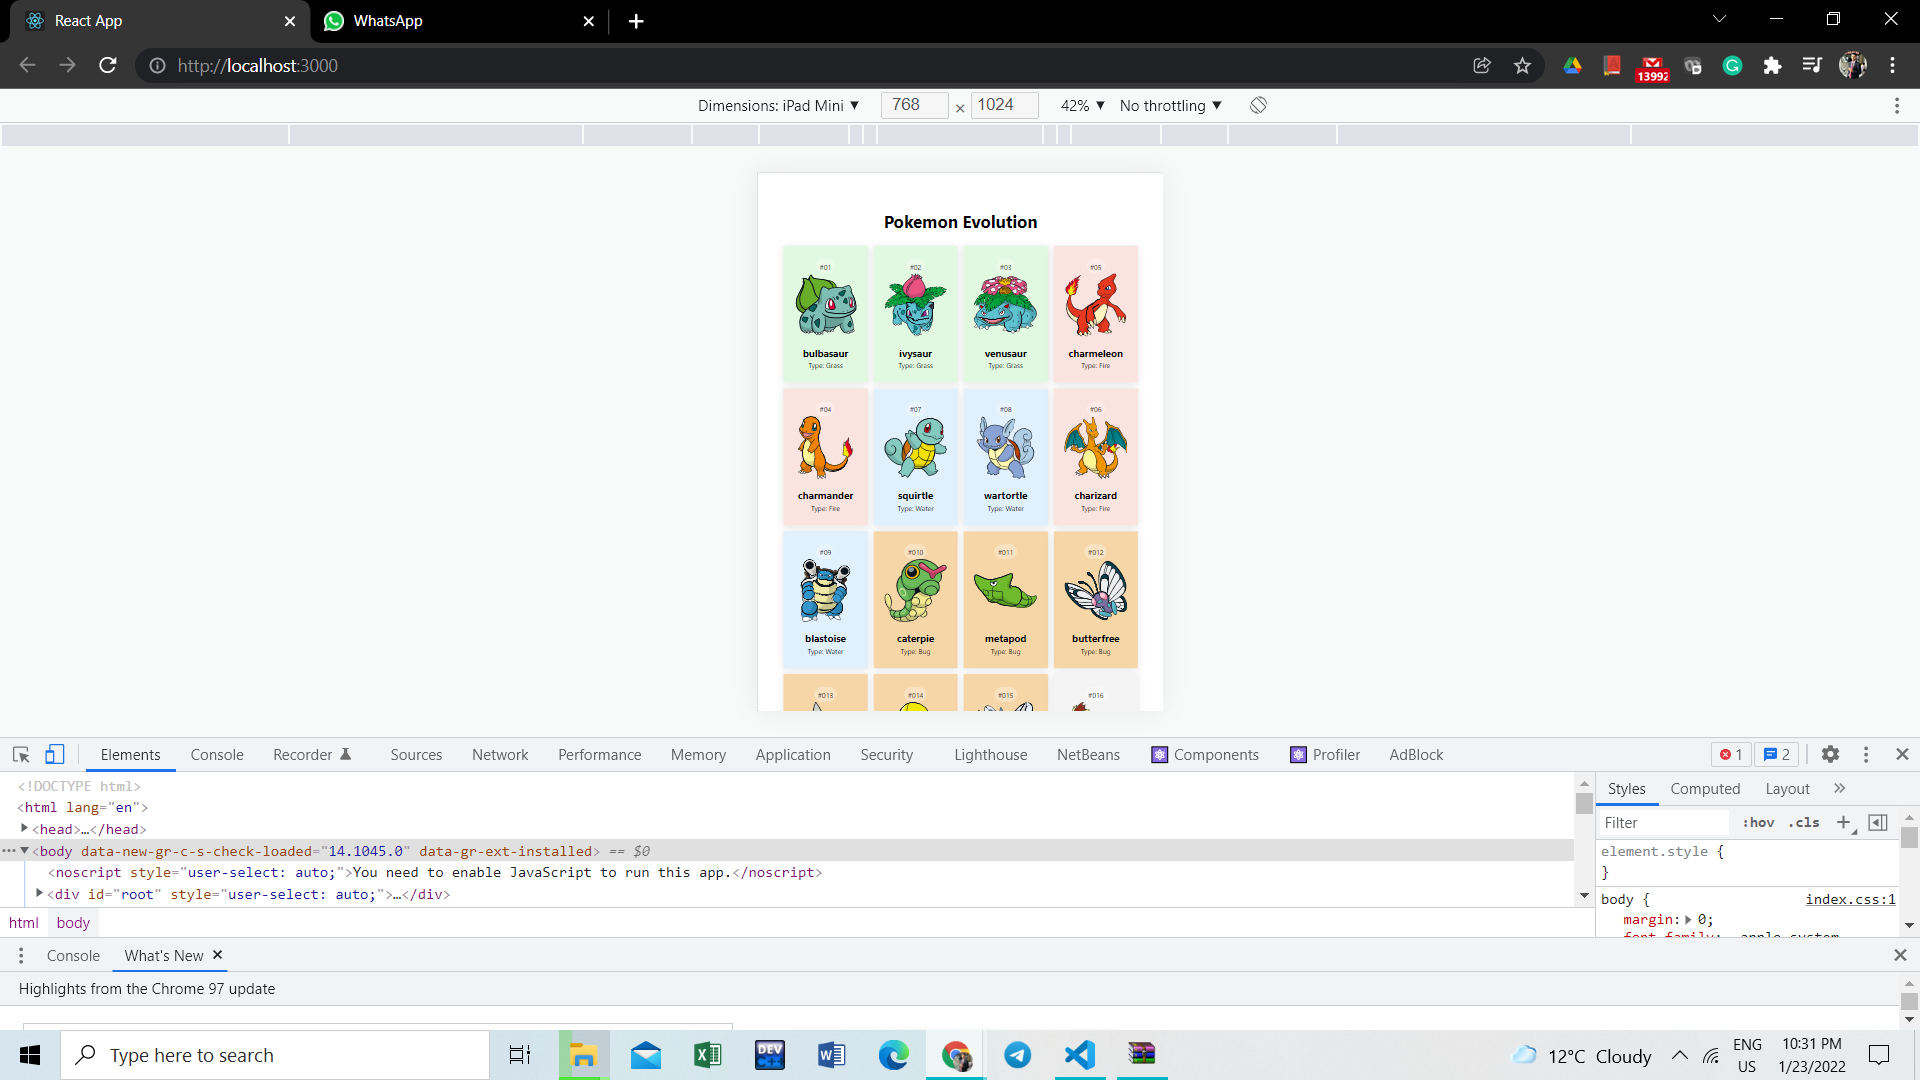 React App
WhatsApp
http://localhost:3000
13992
Dimensions: iPad Mini ▼ 768 × 1024 42% ▼ No throttling ▼
Pokemon Evolution
#01 #02 #03 #05
bulbasaur ivysaur venusaur charmeleon
Type: Grass Type: Grass Type: Grass Type: Fire
#04 #07 #08 #06
charmander squirtle wartortle charizard
Type: Fire Type: Water Type: Water Type: Fire
#09 #010 #011 #012
blastoise caterpie metapod butterfree
Type: Water Type: Bug Type: Bug Type: Bug
#013 #014 #015 #016
Elements Console Recorder Sources Network Performance Memory Application Security Lighthouse NetBeans Components Profiler AdBlock 1 2
<!DOCTYPE html>
<html lang="en">
<head>…</head>
<body data-new-gr-c-s-check-loaded="14.1045.0" data-gr-ext-installed> == $0
<noscript style="user-select: auto;">You need to enable JavaScript to run this app.</noscript>
<div id="root" style="user-select: auto;">…</div>
html body
Styles Computed Layout »
Filter :hov .cls +
element.style {
}
body { index.css:1
margin: 0;
font-family: -apple-system
Console What's New
Highlights from the Chrome 97 update
Type here to search
DEV
C++
12°C Cloudy
ENG
US
10:31 PM
1/23/2022